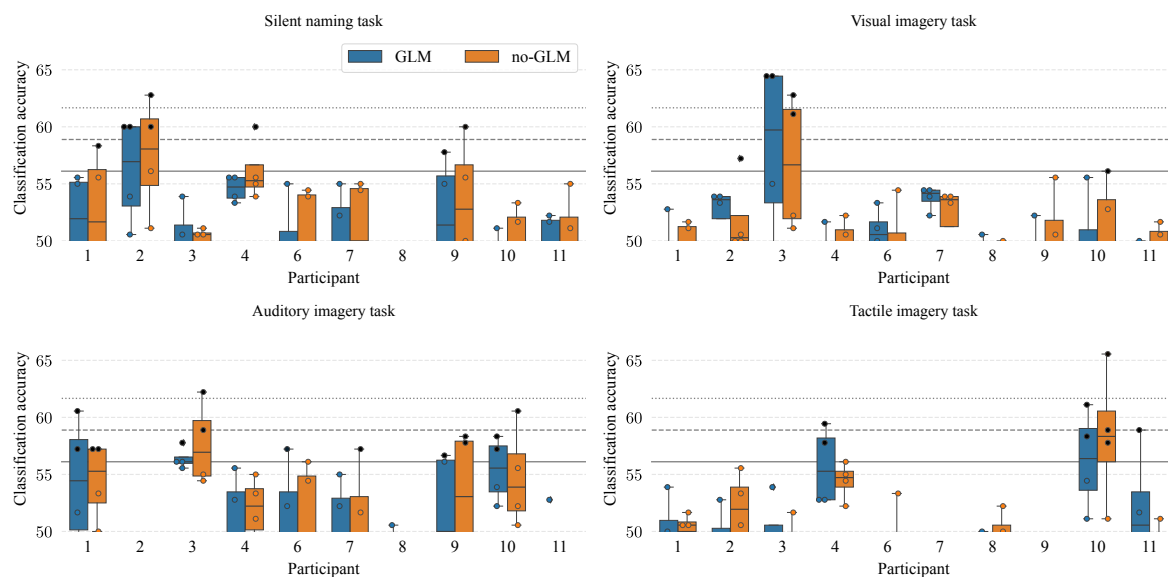 Silent naming task
GLM no-GLM
Classification accuracy
65
60
55
50
1 2 3 4 6 7 8 9 10 11
Participant
Visual imagery task
Classification accuracy
65
60
55
50
1 2 3 4 6 7 8 9 10 11
Participant
Auditory imagery task
Classification accuracy
65
60
55
50
1 2 3 4 6 7 8 9 10 11
Participant
Tactile imagery task
Classification accuracy
65
60
55
50
1 2 3 4 6 7 8 9 10 11
Participant